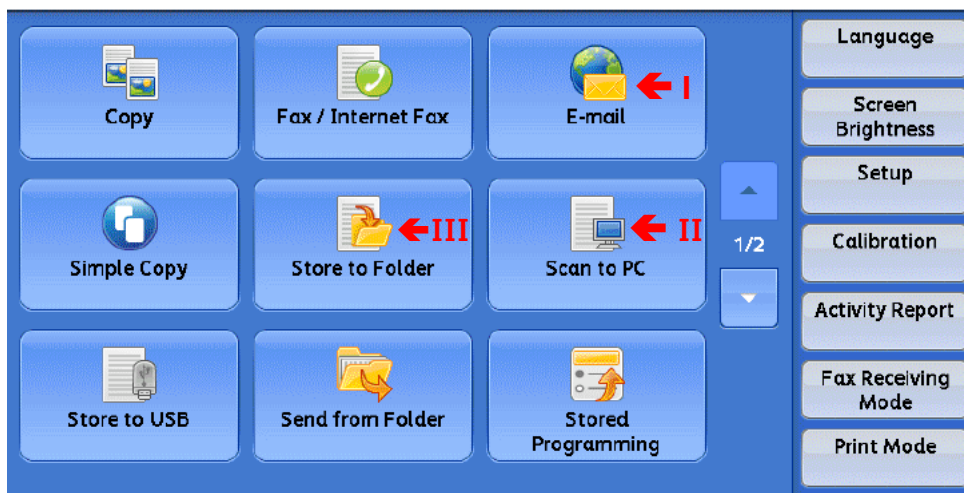 Copy
Fax / Internet Fax
E-mail
I
Simple Copy
Store to Folder
III
Scan to PC
II
Store to USB
Send from Folder
Stored
Programming
1/2
Language
Screen
Brightness
Setup
Calibration
Activity Report
Fax Receiving
Mode
Print Mode